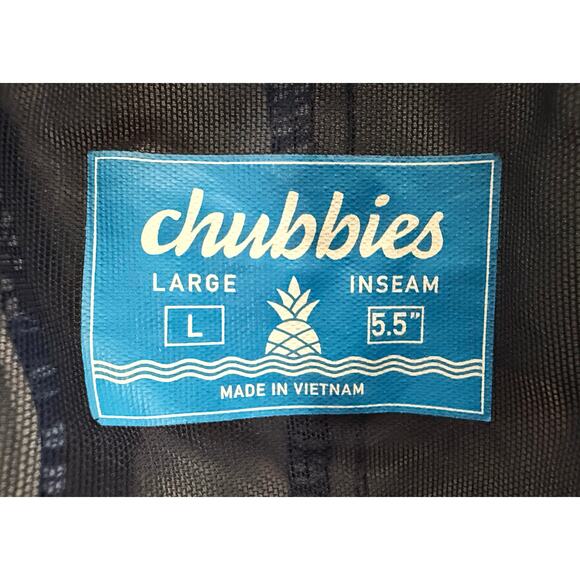 chubbies
LARGE INSEAM
L 5.5"
MADE IN VIETNAM